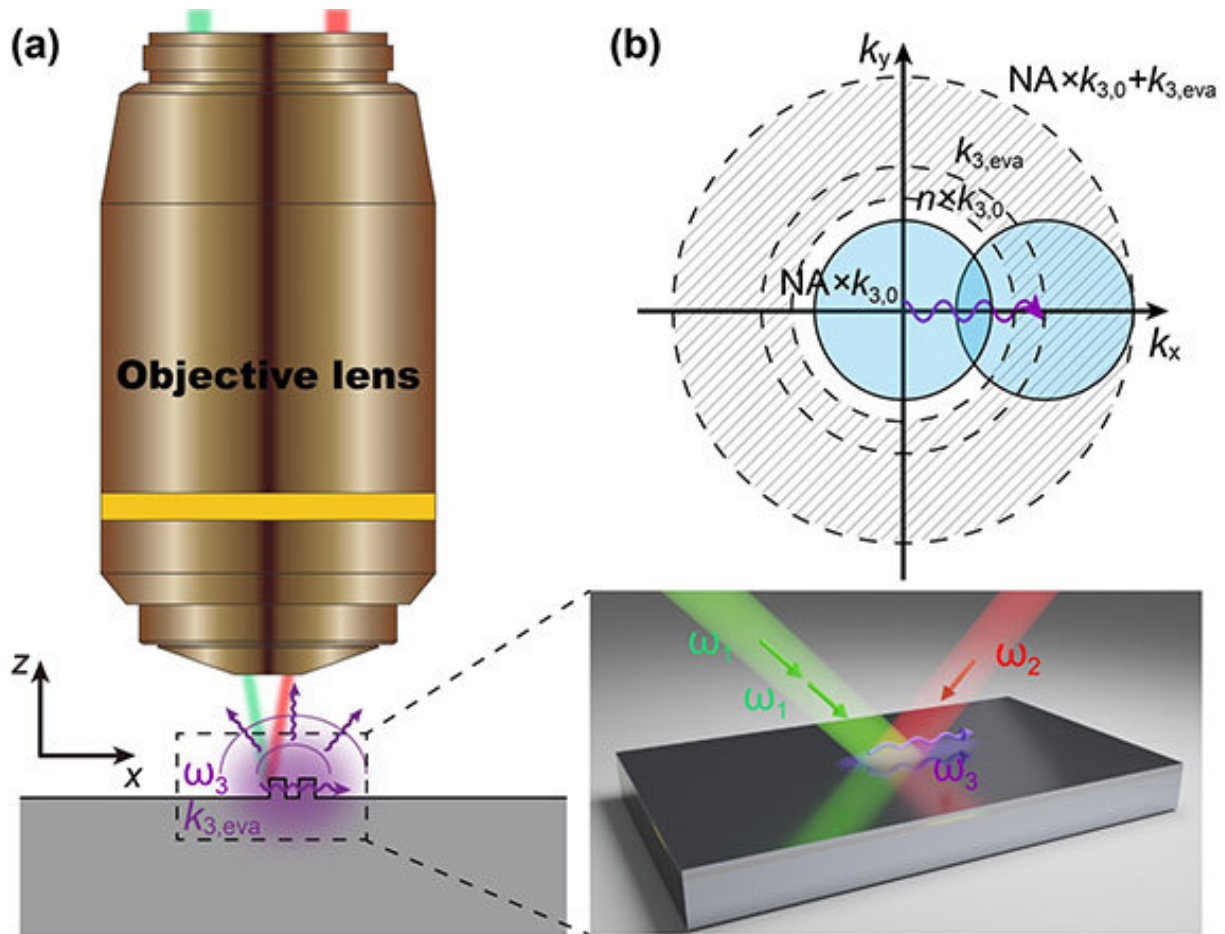 (a)
Objective lens
z
x
ω3
k3,eva
(b)
ky
NA×k3,0+k3,eva
k3,eva
n×k3,0
NA×k3,0
kx
ω1
ω1
ω2
ω3